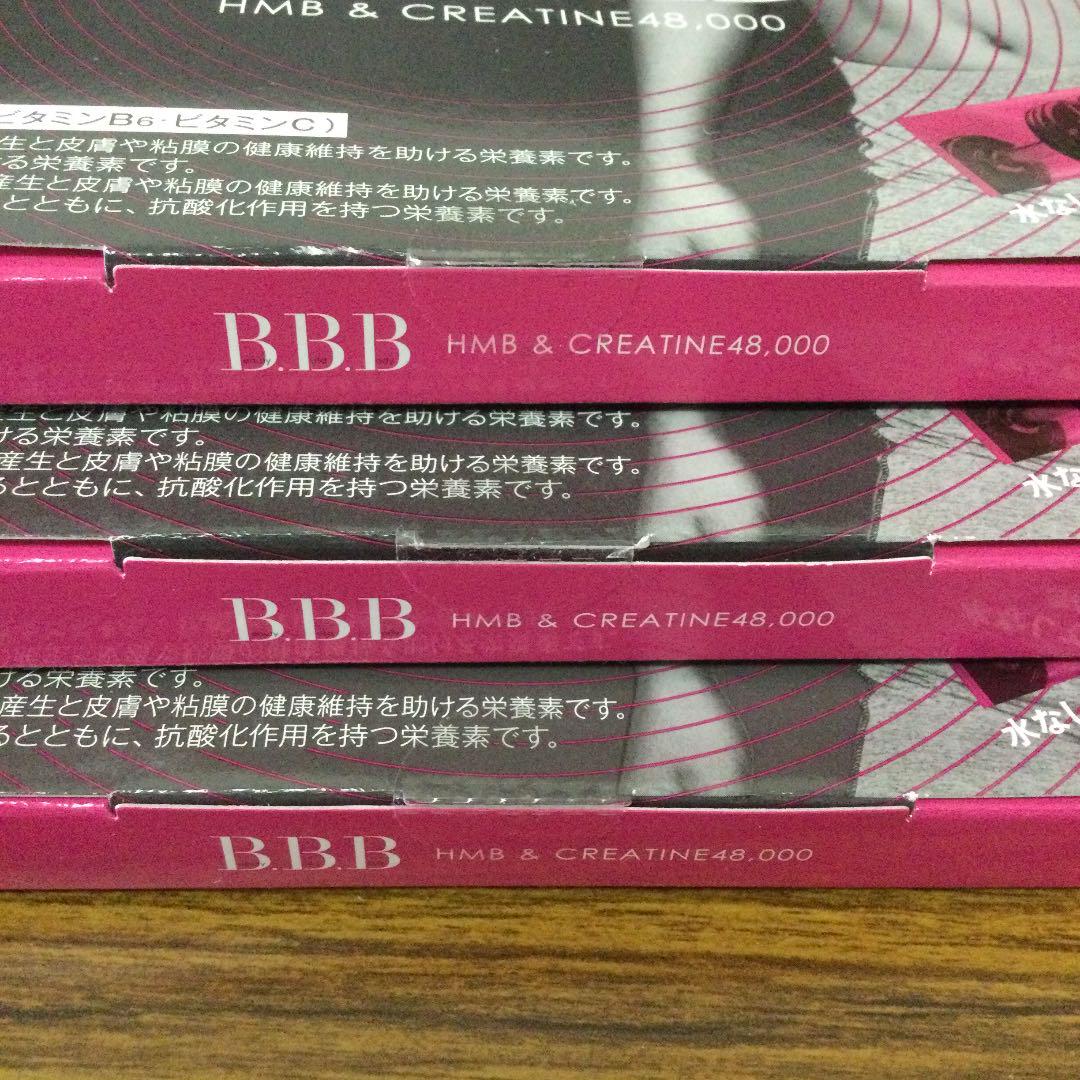 HMB & CREATINE48,000
ビタミンB6・ビタミンC)
生と皮膚や粘膜の健康維持を助ける栄養素です。
る栄養素です。
産生と皮膚や粘膜の健康維持を助ける栄養素です。
とともに、抗酸化作用を持つ栄養素です。
水なし
B.B.B HMB & CREATINE48,000
生と皮膚や粘膜の健康維持を助ける栄養素です。
ける栄養素です。
産生と皮膚や粘膜の健康維持を助ける栄養素です。
るとともに、抗酸化作用を持つ栄養素です。
水な
B.B.B HMB & CREATINE48,000
ける栄養素です。
産生と皮膚や粘膜の健康維持を助ける栄養素です。
るとともに、抗酸化作用を持つ栄養素です。
水なし
B.B.B HMB & CREATINE48,000